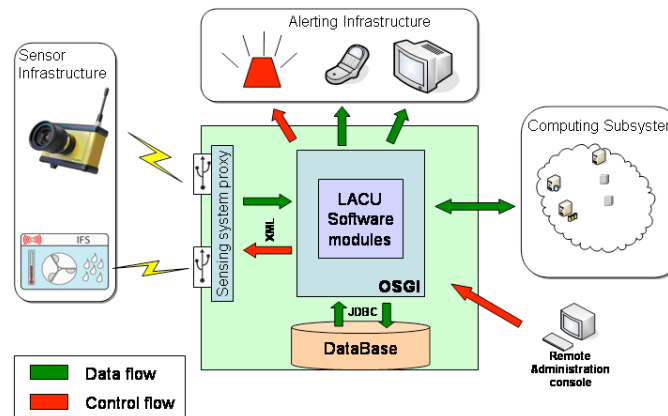 Alerting Infrastructure
Sensor
Infrastructure
Computing Subsystem
IFS
Sensing system proxy
XML
LACU
Software
modules
OSGI
JDBC
DataBase
Remote
Administration
console
Data flow
Control flow